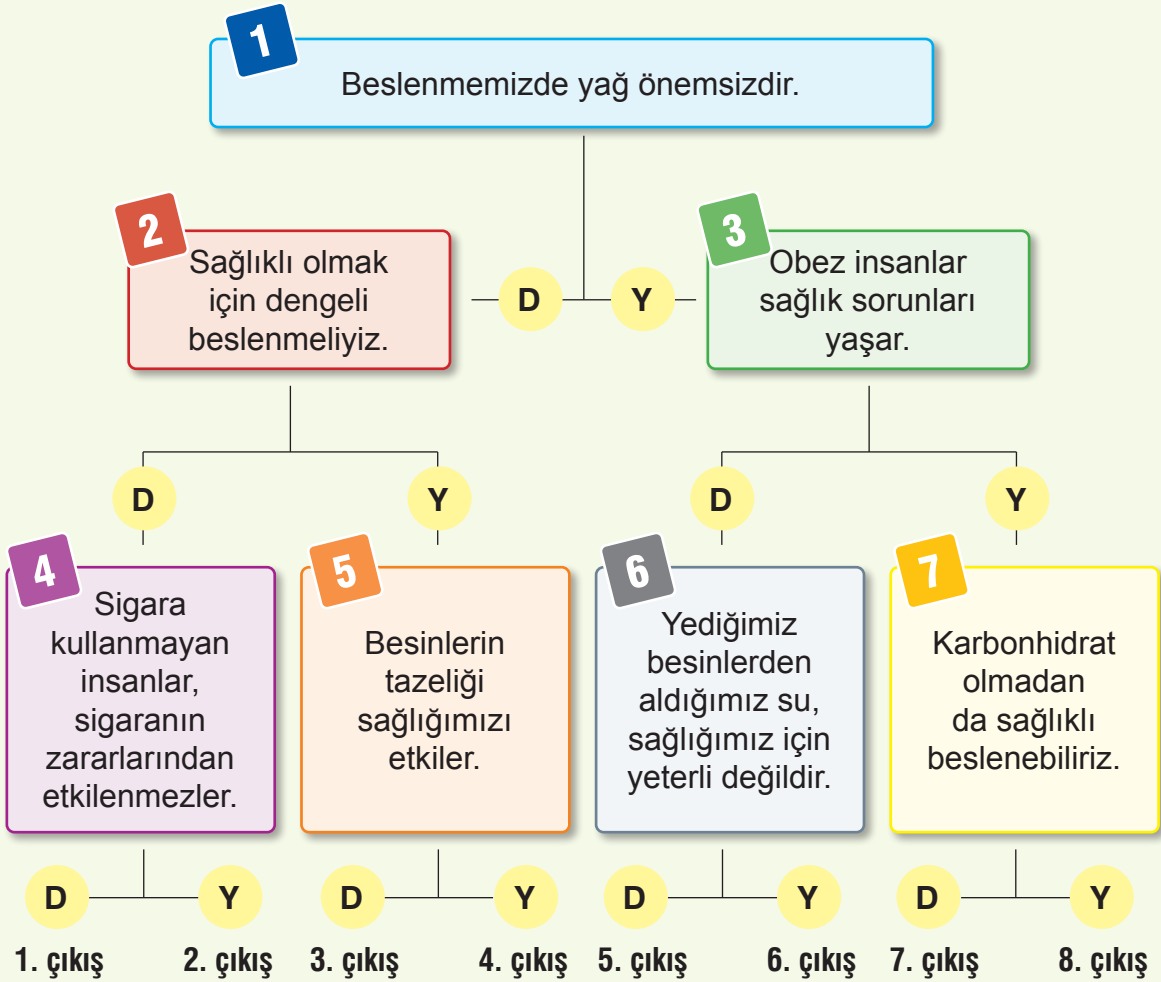 1
Beslenmemizde yağ önemsizdir.
2
Sağlıklı olmak
için dengeli
beslenmeliyiz.
D
Y
3
Obez insanlar
sağlık sorunları
yaşar.
D
Y
D
Y
4
Sigara
kullanmayan
insanlar,
sigaranın
zararlarından
etkilenmezler.
5
Besinlerin
tazeliği
sağlığımızı
etkiler.
6
Yediğimiz
besinlerden
aldığımız su,
sağlığımız için
yeterli değildir.
7
Karbonhidrat
olmadan
da sağlıklı
beslenebiliriz.
D
Y
D
Y
D
Y
D
Y
1. çıkış
2. çıkış
3. çıkış
4. çıkış
5. çıkış
6. çıkış
7. çıkış
8. çıkış